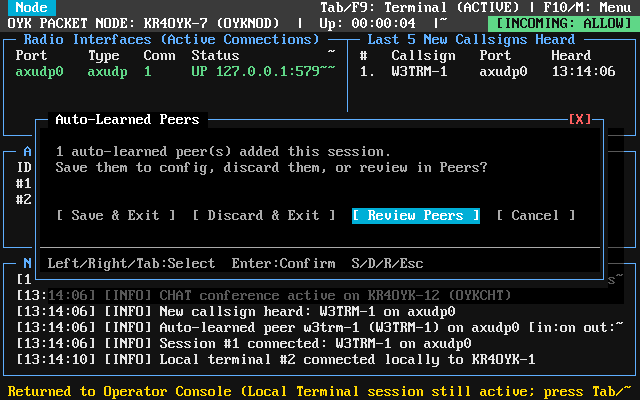 Node Tab/F9: Terminal (ACTIVE) | F10/M: Menu
OYK PACKET NODE: KR4OYK-7 (OYKNOD) | Up: 00:00:04 |~ [INCOMING: ALLOW]
Radio Interfaces (Active Connections)
Port Type Conn Status ~
axudp0 axudp 1 UP 127.0.0.1:579~~
Last 5 New Callsigns Heard
# Callsign Port Heard
1. W3TRM-1 axudp0 13:14:06
Auto-Learned Peers [X]
1 auto-learned peer(s) added this session.
Save them to config, discard them, or review in Peers?
[ Save & Exit ] [ Discard & Exit ] [ Review Peers ] [ Cancel ]
Left/Right/Tab:Select Enter:Confirm S/D/R/Esc
A
ID
#1
#2
N
[1 s~
[13:14:06] [INFO] CHAT conference active on KR4OYK-12 (OYKCHT)
[13:14:06] [INFO] New callsign heard: W3TRM-1 on axudp0
[13:14:06] [INFO] Auto-learned peer w3trm-1 (W3TRM-1) on axudp0 [in:on out:~
[13:14:06] [INFO] Session #1 connected: W3TRM-1 on axudp0
[13:14:10] [INFO] Local terminal #2 connected locally to KR4OYK-1
Returned to Operator Console (Local Terminal session still active; press Tab/~